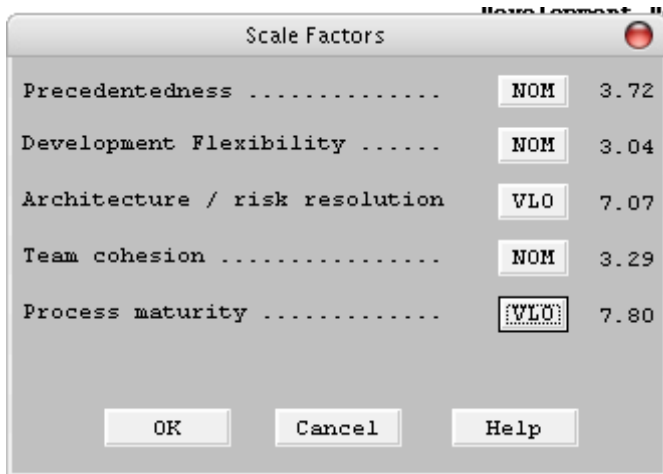 Scale Factors
Precedentedness .............. NOM 3.72
Development Flexibility ...... NOM 3.04
Architecture / risk resolution VLO 7.07
Team cohesion ................ NOM 3.29
Process maturity ............. VLO 7.80
OK Cancel Help